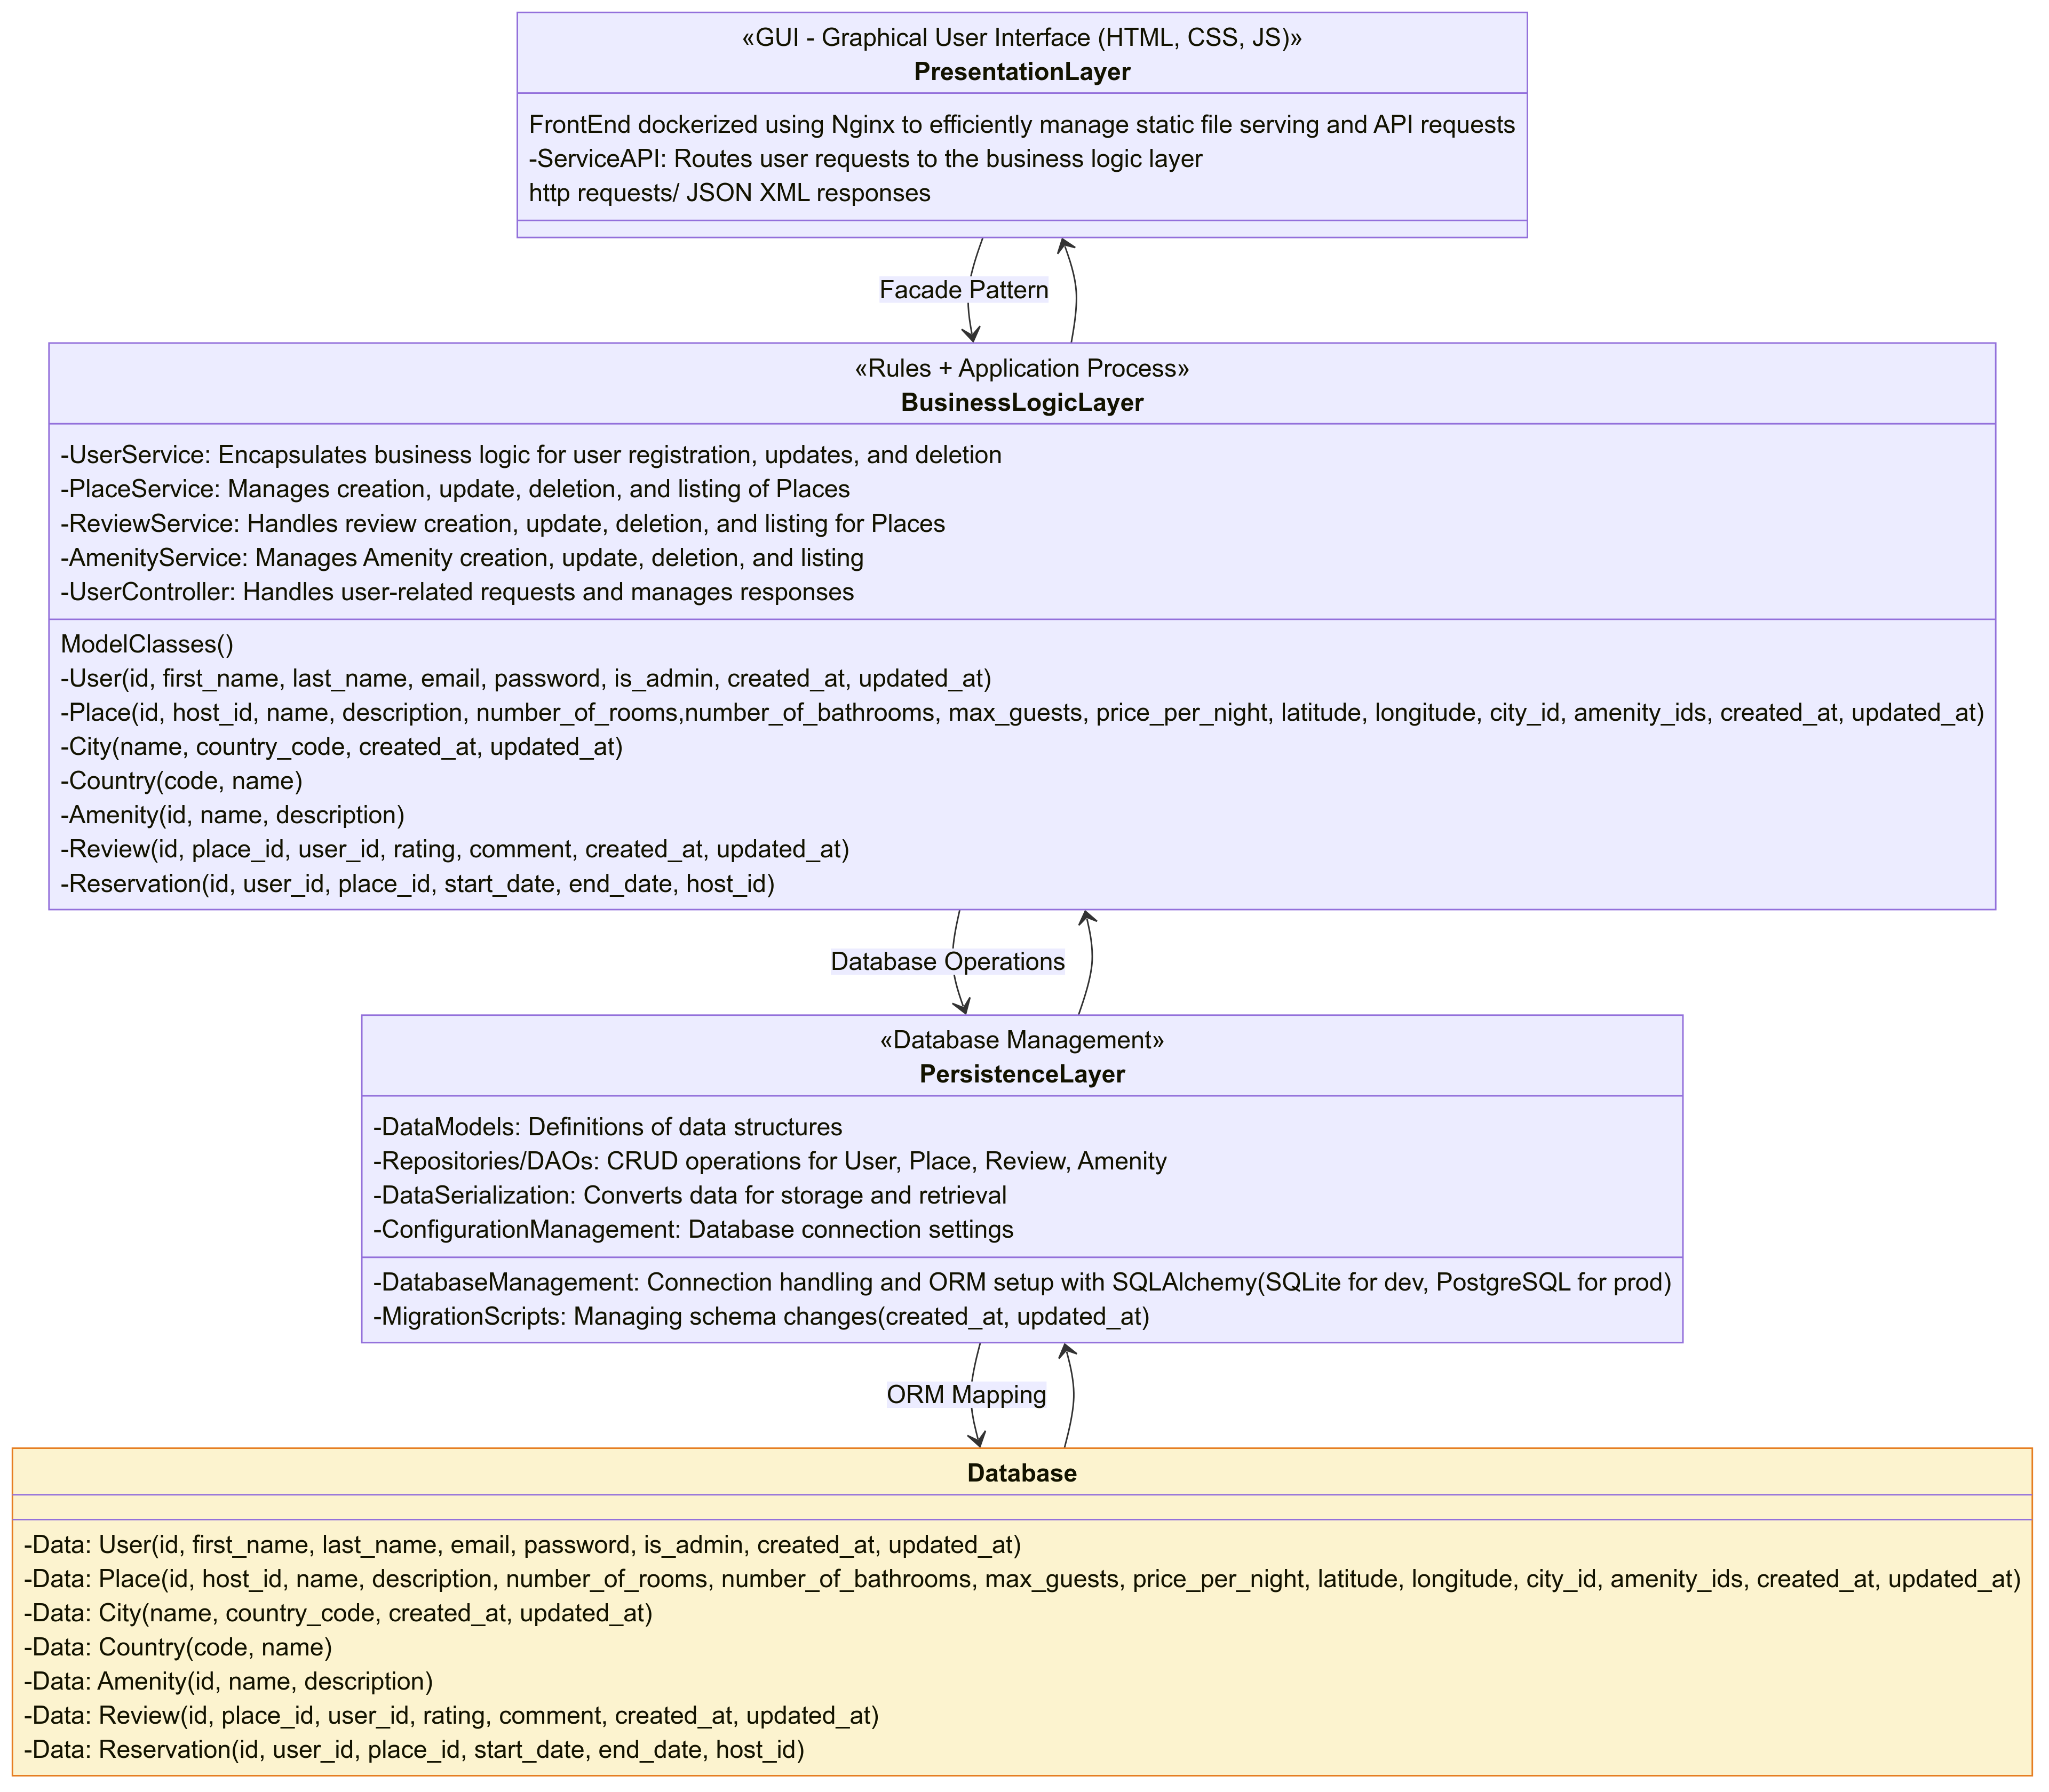 «GUI - Graphical User Interface (HTML, CSS, JS)»
PresentationLayer
FrontEnd dockerized using Nginx to efficiently manage static file serving and API requests
-ServiceAPI: Routes user requests to the business logic layer
http requests/ JSON XML responses
Facade Pattern
«Rules + Application Process»
BusinessLogicLayer
-UserService: Encapsulates business logic for user registration, updates, and deletion
-PlaceService: Manages creation, update, deletion, and listing of Places
-ReviewService: Handles review creation, update, deletion, and listing for Places
-AmenityService: Manages Amenity creation, update, deletion, and listing
-UserController: Handles user-related requests and manages responses
ModelClasses()
-User(id, first_name, last_name, email, password, is_admin, created_at, updated_at)
-Place(id, host_id, name, description, number_of_rooms,number_of_bathrooms, max_guests, price_per_night, latitude, longitude, city_id, amenity_ids, created_at, updated_at)
-City(name, country_code, created_at, updated_at)
-Country(code, name)
-Amenity(id, name, description)
-Review(id, place_id, user_id, rating, comment, created_at, updated_at)
-Reservation(id, user_id, place_id, start_date, end_date, host_id)
Database Operations
«Database Management»
PersistenceLayer
-DataModels: Definitions of data structures
-Repositories/DAOs: CRUD operations for User, Place, Review, Amenity
-DataSerialization: Converts data for storage and retrieval
-ConfigurationManagement: Database connection settings
-DatabaseManagement: Connection handling and ORM setup with SQLAlchemy(SQLite for dev, PostgreSQL for prod)
-MigrationScripts: Managing schema changes(created_at, updated_at)
ORM Mapping
Database
-Data: User(id, first_name, last_name, email, password, is_admin, created_at, updated_at)
-Data: Place(id, host_id, name, description, number_of_rooms, number_of_bathrooms, max_guests, price_per_night, latitude, longitude, city_id, amenity_ids, created_at, updated_at)
-Data: City(name, country_code, created_at, updated_at)
-Data: Country(code, name)
-Data: Amenity(id, name, description)
-Data: Review(id, place_id, user_id, rating, comment, created_at, updated_at)
-Data: Reservation(id, user_id, place_id, start_date, end_date, host_id)